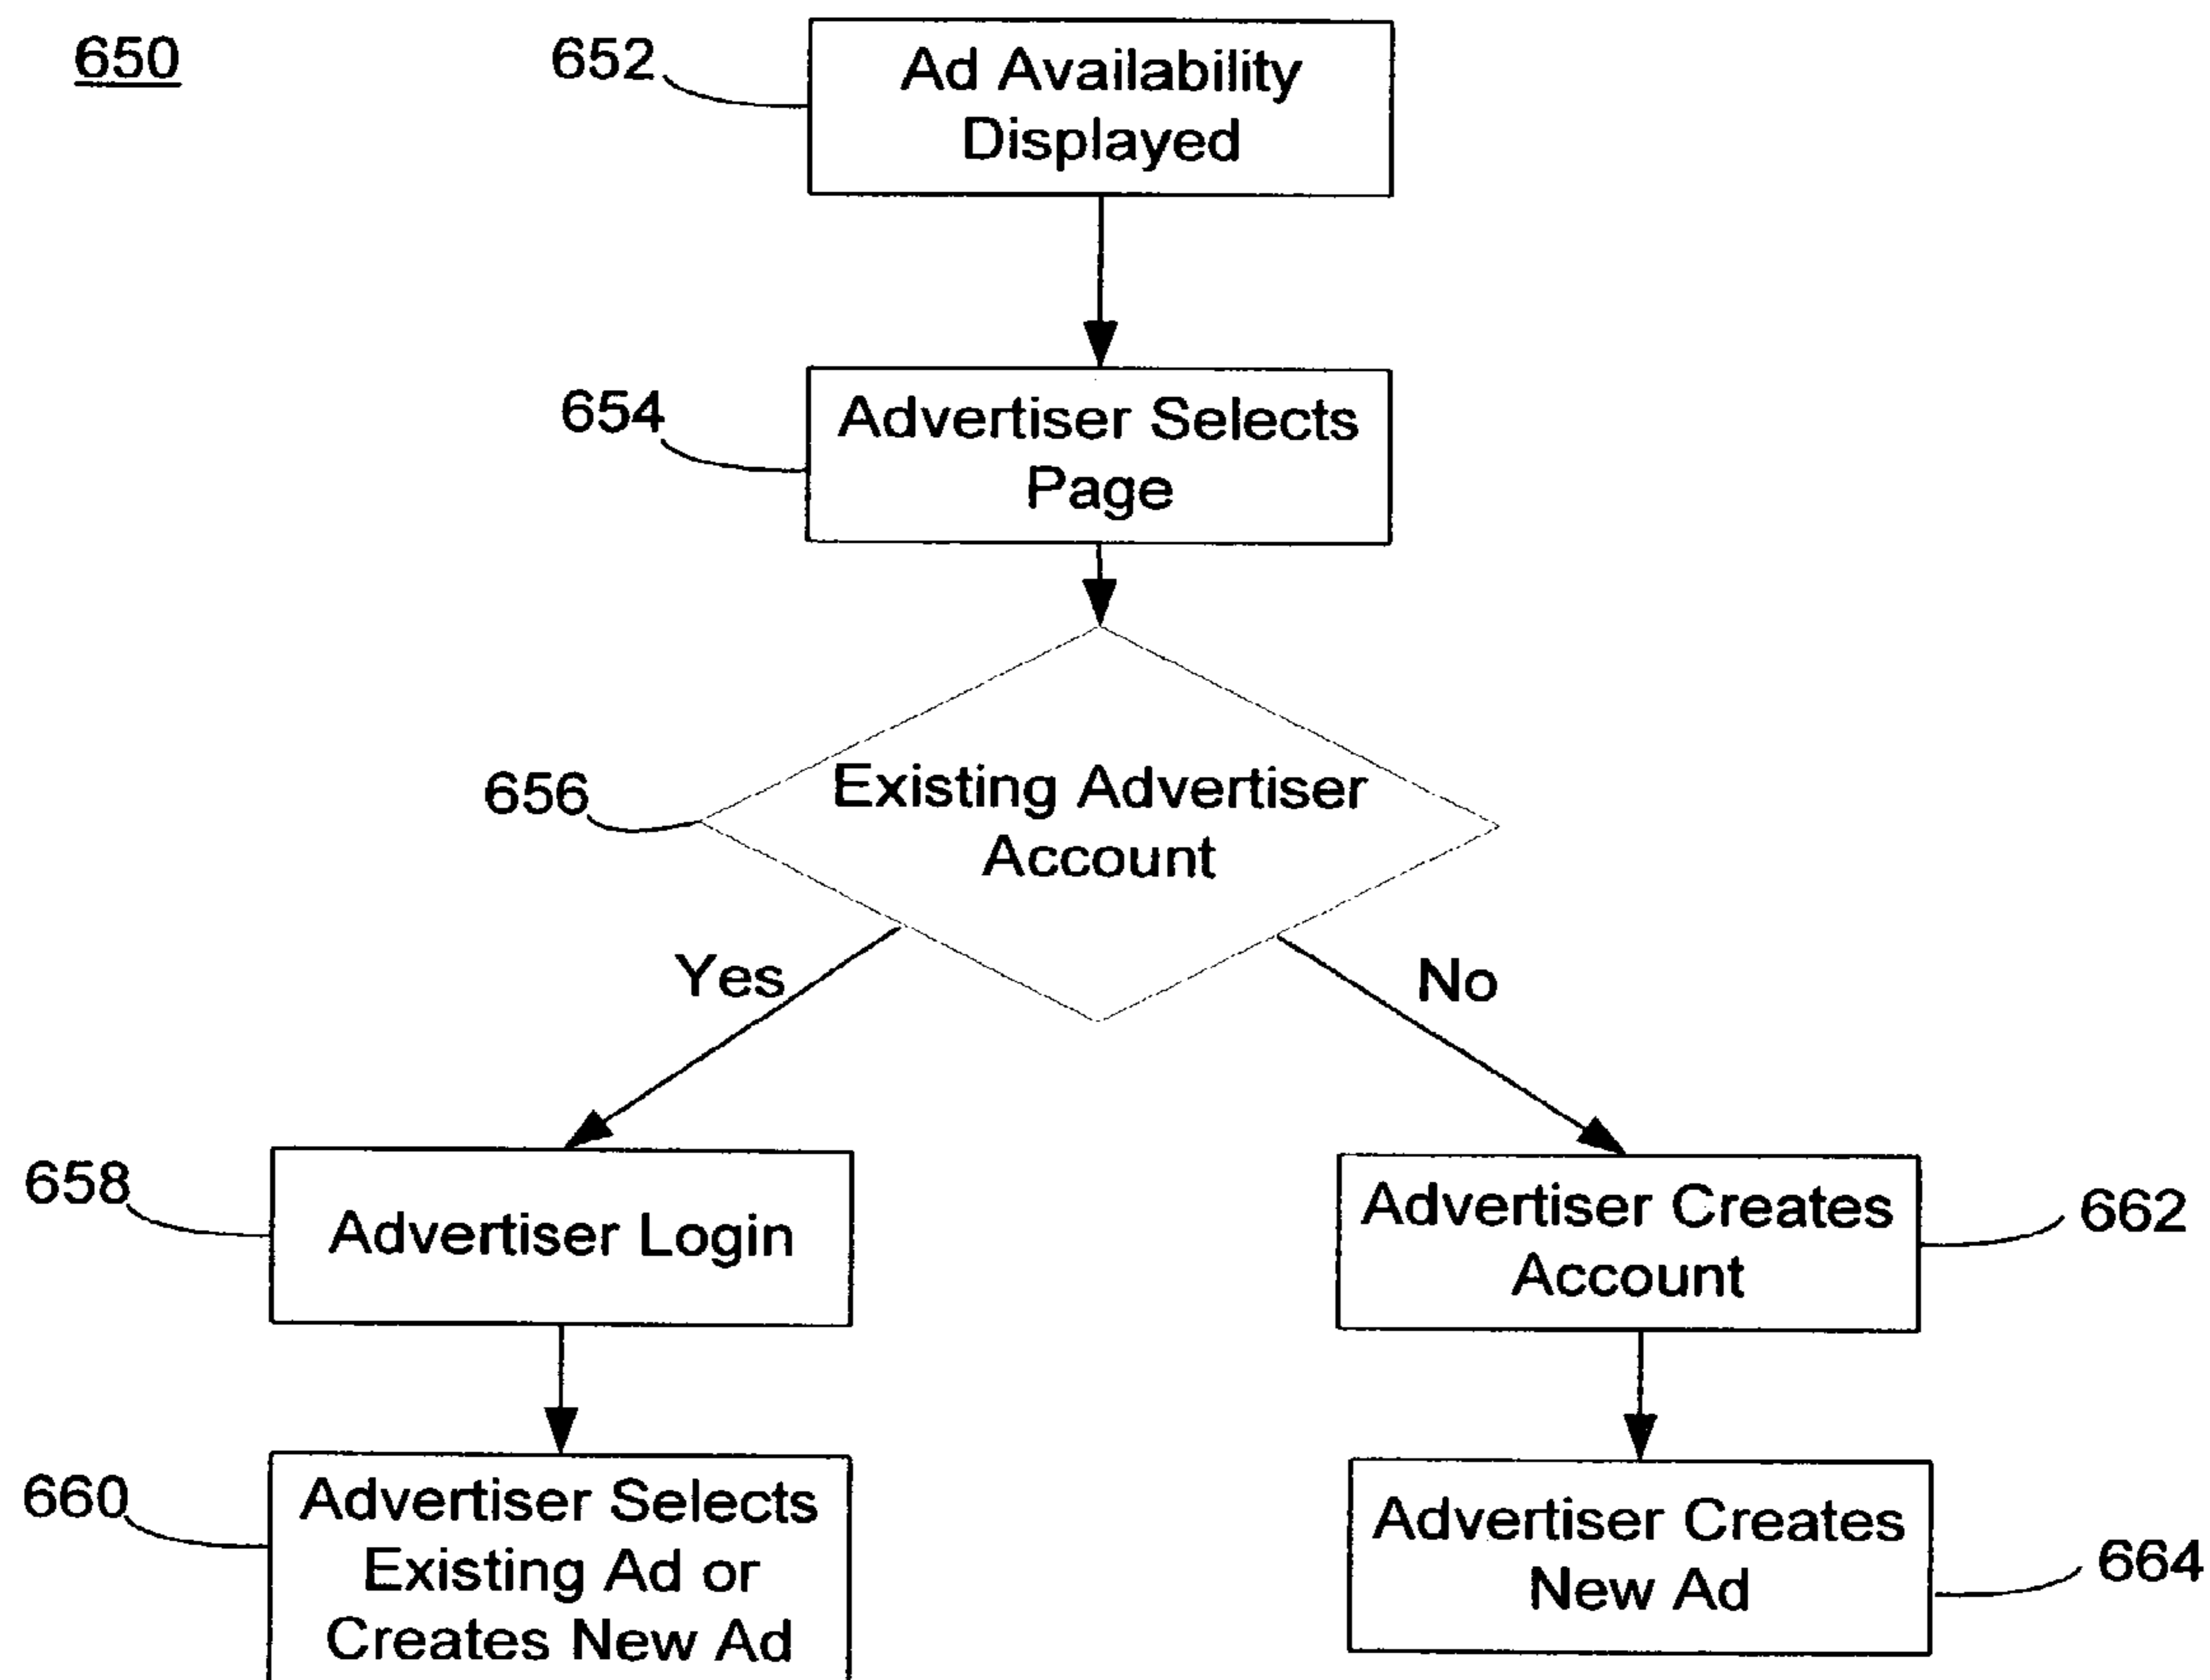 650
652
Ad Availability
Displayed
654
Advertiser Selects
Page
656
Existing Advertiser
Account
Yes
No
658
Advertiser Login
Advertiser Creates
Account
662
660
Advertiser Selects
Existing Ad or
Creates New Ad
Advertiser Creates
New Ad
664